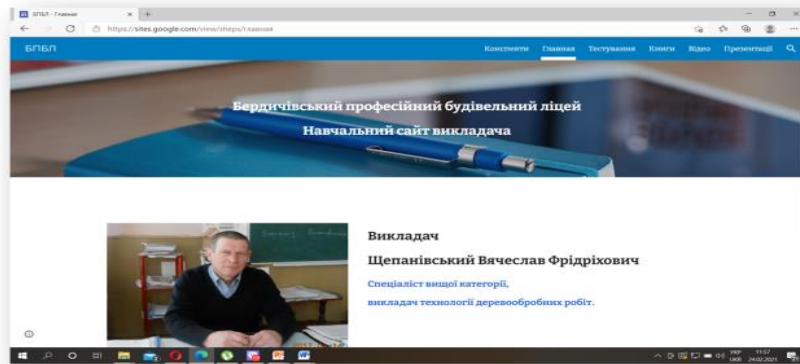 БПБЛ - Главная
https://sites.google.com/view/sheps/главная
БПБЛ
Конспекти Главная Тестування Книги Відео Презентації
Бердичівський професійний будівельний ліцей
Навчальний сайт викладача
Викладач
Щепанівський Вячеслав Фрідріхович
Спеціаліст вищої категорії,
викладач технології деревообробних робіт.
УКР 11:57
UKR 24.02.2021